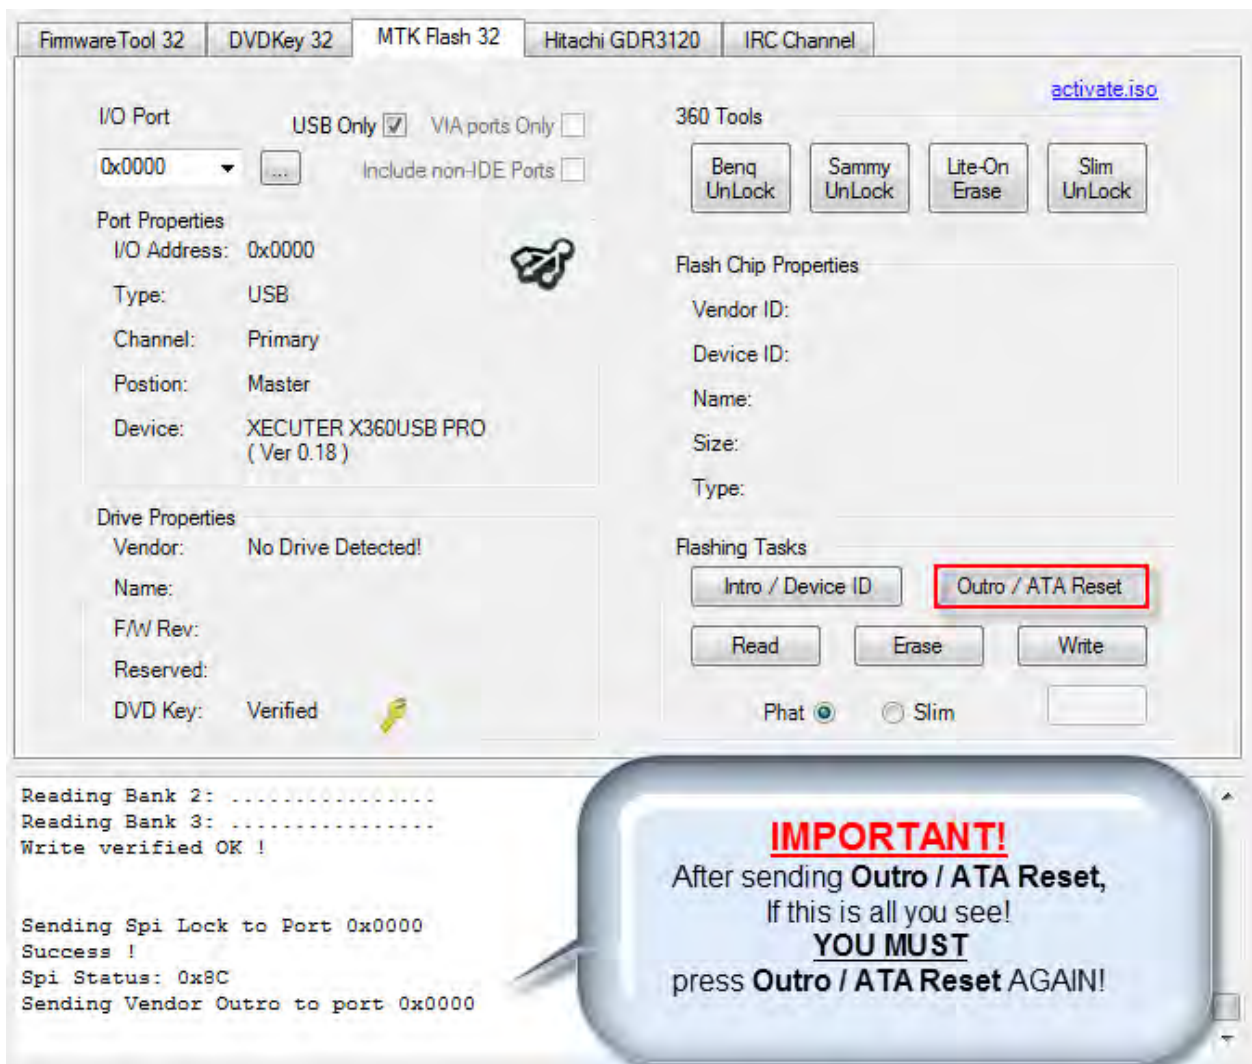 FirmwareTool 32 DVDKey 32 MTK Flash 32 Hitachi GDR3120 IRC Channel
activate.iso
I/O Port
USB Only VIA ports Only
0x0000 ... Include non-IDE Ports
Port Properties
I/O Address: 0x0000
Type: USB
Channel: Primary
Postion: Master
Device: XECUTER X360USB PRO
( Ver 0.18 )
Drive Properties
Vendor: No Drive Detected!
Name:
F/W Rev:
Reserved:
DVD Key: Verified
360 Tools
Benq UnLock
Sammy UnLock
Lite-On Erase
Slim UnLock
Flash Chip Properties
Vendor ID:
Device ID:
Name:
Size:
Type:
Flashing Tasks
Intro / Device ID Outro / ATA Reset
Read Erase Write
Phat Slim
Reading Bank 2: ................
Reading Bank 3: ................
Write verified OK !
Sending Spi Lock to Port 0x0000
Success !
Spi Status: 0x8C
Sending Vendor Outro to port 0x0000
IMPORTANT!
After sending Outro / ATA Reset,
If this is all you see!
YOU MUST
press Outro / ATA Reset AGAIN!